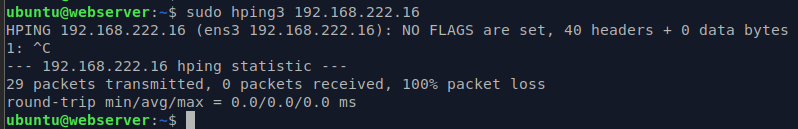 ubuntu@webserver:~$ sudo hping3 192.168.222.16
HPING 192.168.222.16 (ens3 192.168.222.16): NO FLAGS are set, 40 headers + 0 data bytes
1: ^C
--- 192.168.222.16 hping statistic ---
29 packets transmitted, 0 packets received, 100% packet loss
round-trip min/avg/max = 0.0/0.0/0.0 ms
ubuntu@webserver:~$